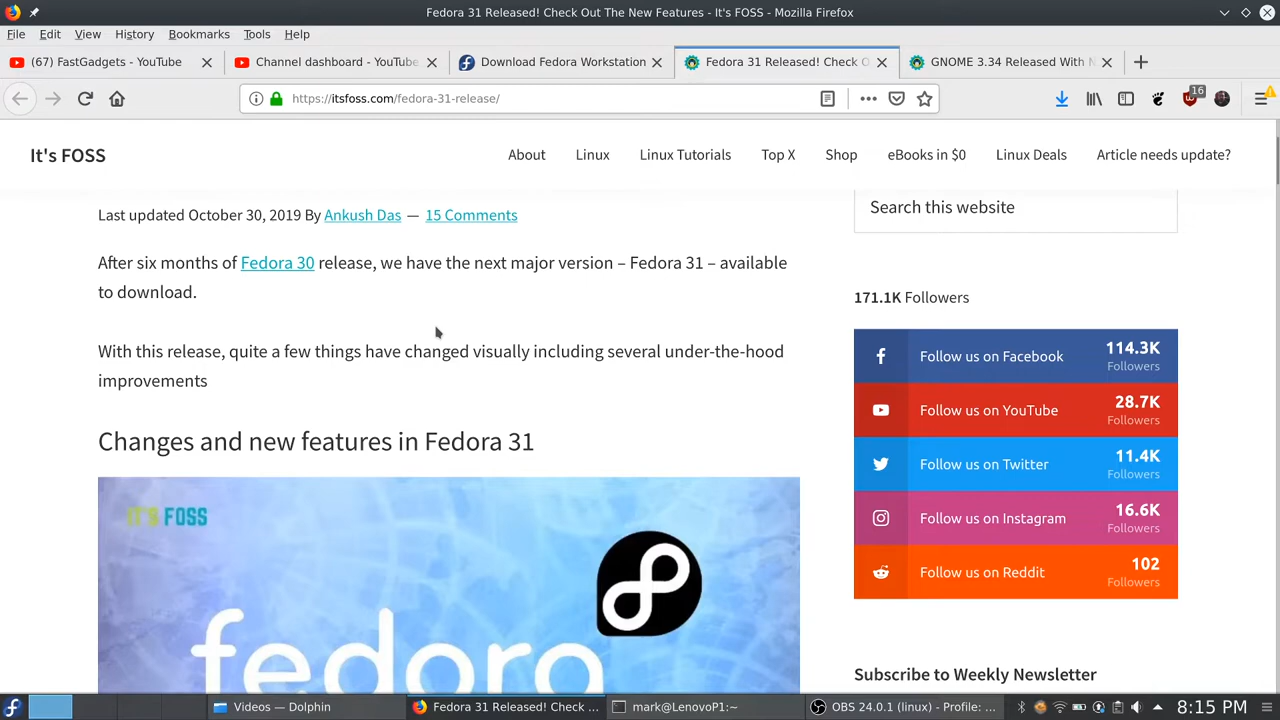 Fedora 31 Released! Check Out The New Features - It's FOSS - Mozilla Firefox
File Edit View History Bookmarks Tools Help
(67) FastGadgets - YouTube
Channel dashboard - YouTube
Download Fedora Workstation
Fedora 31 Released! Check O
GNOME 3.34 Released With N
https://itsfoss.com/fedora-31-release/
16
It's FOSS
About Linux Linux Tutorials Top X Shop eBooks in $0 Linux Deals Article needs update?
Last updated October 30, 2019 By Ankush Das — 15 Comments
After six months of Fedora 30 release, we have the next major version – Fedora 31 – available
to download.
With this release, quite a few things have changed visually including several under-the-hood
improvements
Changes and new features in Fedora 31
IT'S FOSS
fedora
Search this website
171.1K Followers
Follow us on Facebook 114.3K
Followers
Follow us on YouTube 28.7K
Followers
Follow us on Twitter 11.4K
Followers
Follow us on Instagram 16.6K
Followers
Follow us on Reddit 102
Followers
Subscribe to Weekly Newsletter
Videos — Dolphin
Fedora 31 Released! Check ...
mark@LenovoP1:~
OBS 24.0.1 (linux) - Profile: ...
8:15 PM